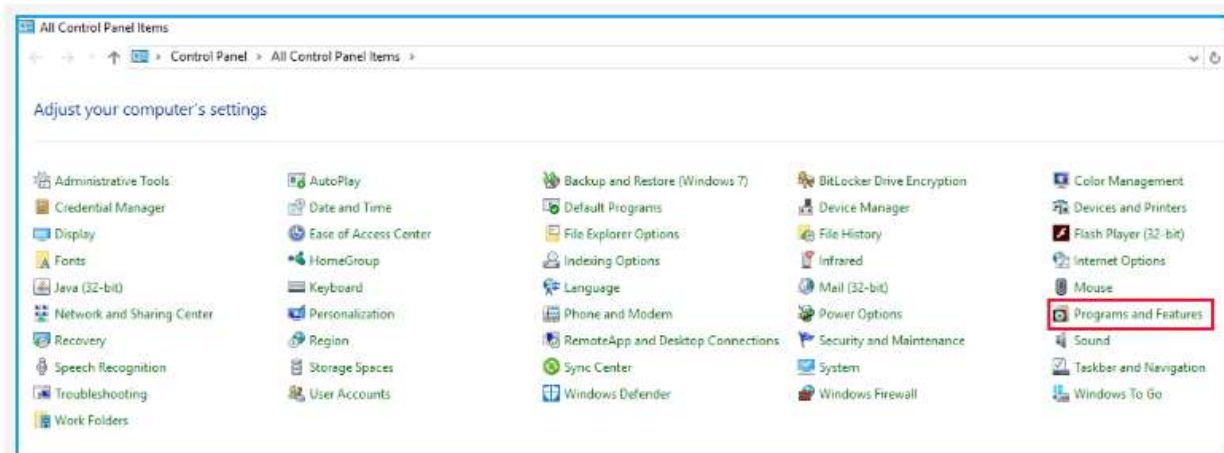 All Control Panel Items
Control Panel > All Control Panel Items >
Adjust your computer's settings
Administrative Tools AutoPlay Backup and Restore (Windows 7) BitLocker Drive Encryption Color Management
Credential Manager Date and Time Default Programs Device Manager Devices and Printers
Display Ease of Access Center File Explorer Options File History Flash Player (32-bit)
Fonts HomeGroup Indexing Options Infrared Internet Options
Java (32-bit) Keyboard Language Mail (32-bit) Mouse
Network and Sharing Center Personalization Phone and Modem Power Options Programs and Features
Recovery Region RemoteApp and Desktop Connections Security and Maintenance Sound
Speech Recognition Storage Spaces Sync Center System Taskbar and Navigation
Troubleshooting User Accounts Windows Defender Windows Firewall Windows To Go
Work Folders